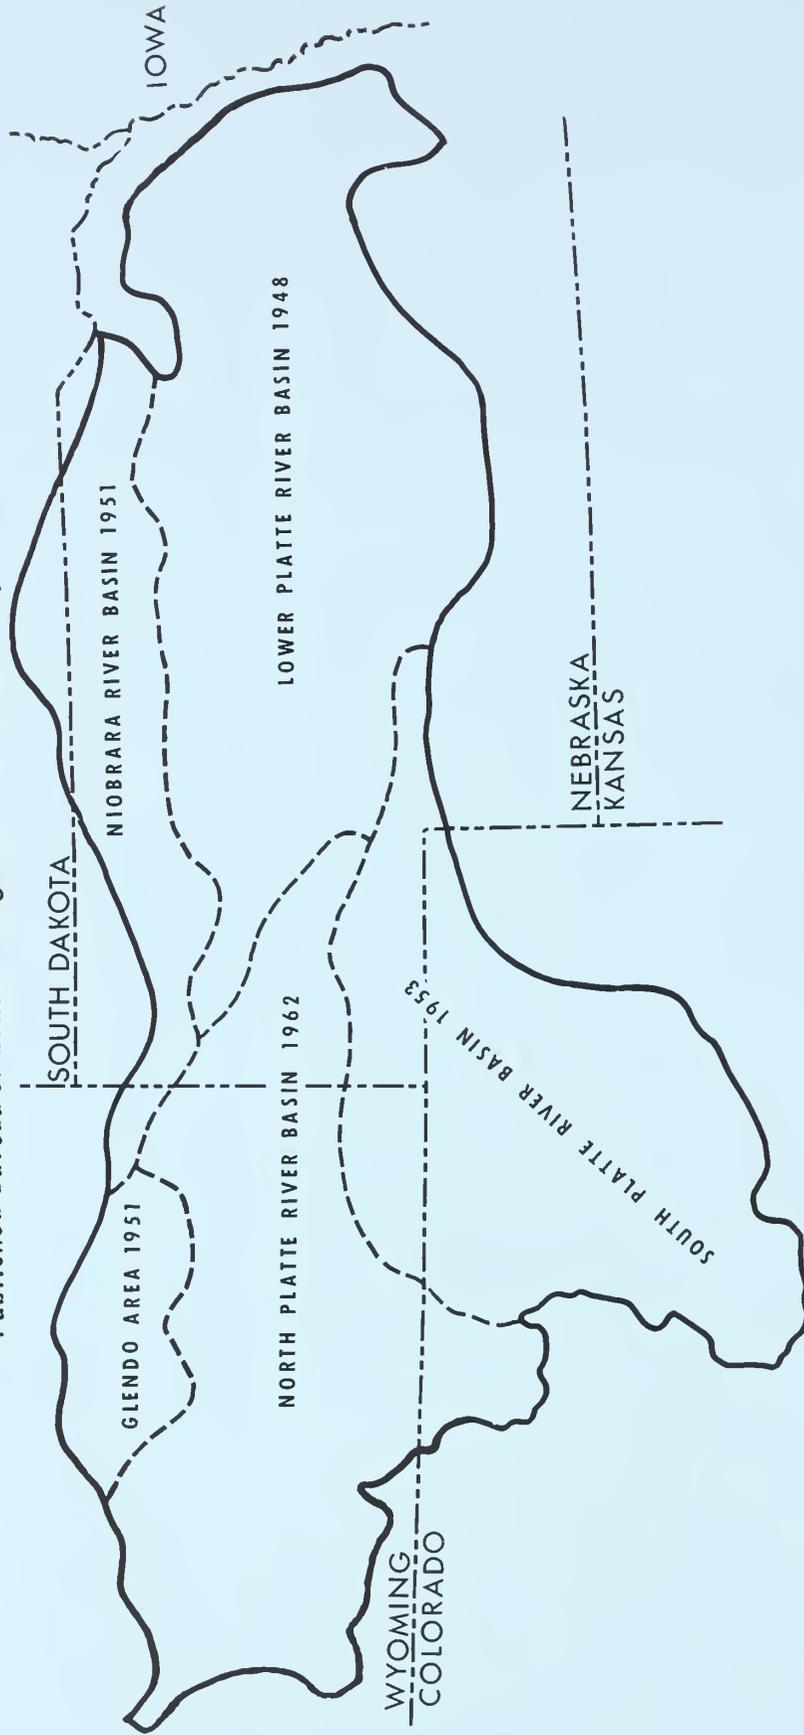 IOWA
SOUTH DAKOTA
NIOBRARA RIVER BASIN 1951
LOWER PLATTE RIVER BASIN 1948
GLENDO AREA 1951
NORTH PLATTE RIVER BASIN 1962
SOUTH PLATTE RIVER BASIN 1953
WYOMING
COLORADO
NEBRASKA
KANSAS